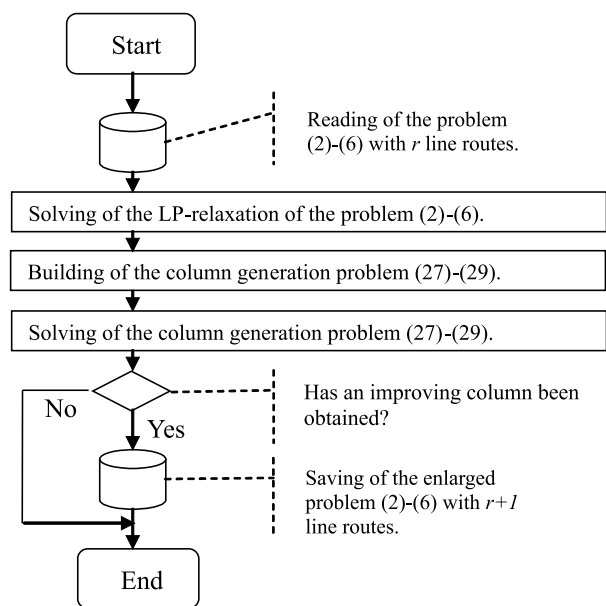 Start
Reading of the problem
(2)-(6) with r line routes.
Solving of the LP-relaxation of the problem (2)-(6).
Building of the column generation problem (27)-(29).
Solving of the column generation problem (27)-(29).
Has an improving column been
obtained?
No
Yes
Saving of the enlarged
problem (2)-(6) with r+1
line routes.
End